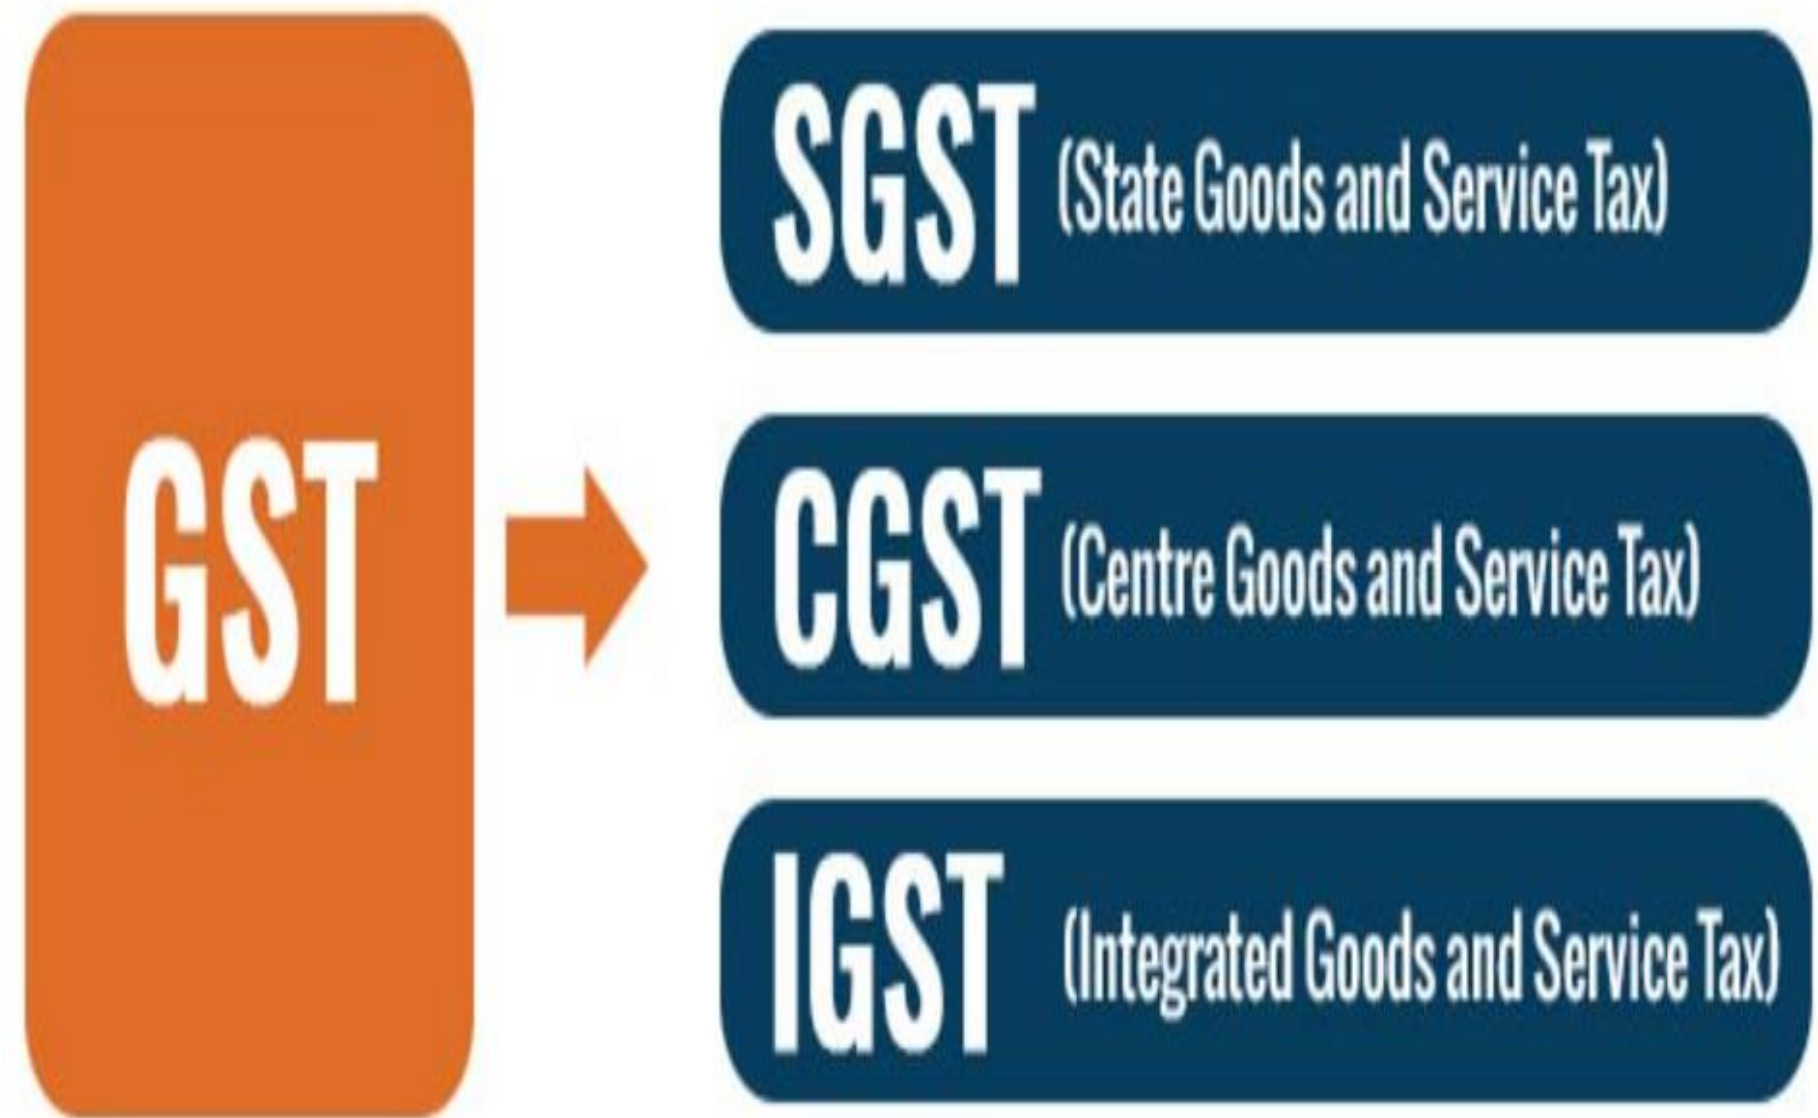 GST
SGST (State Goods and Service Tax)
CGST (Centre Goods and Service Tax)
IGST (Integrated Goods and Service Tax)